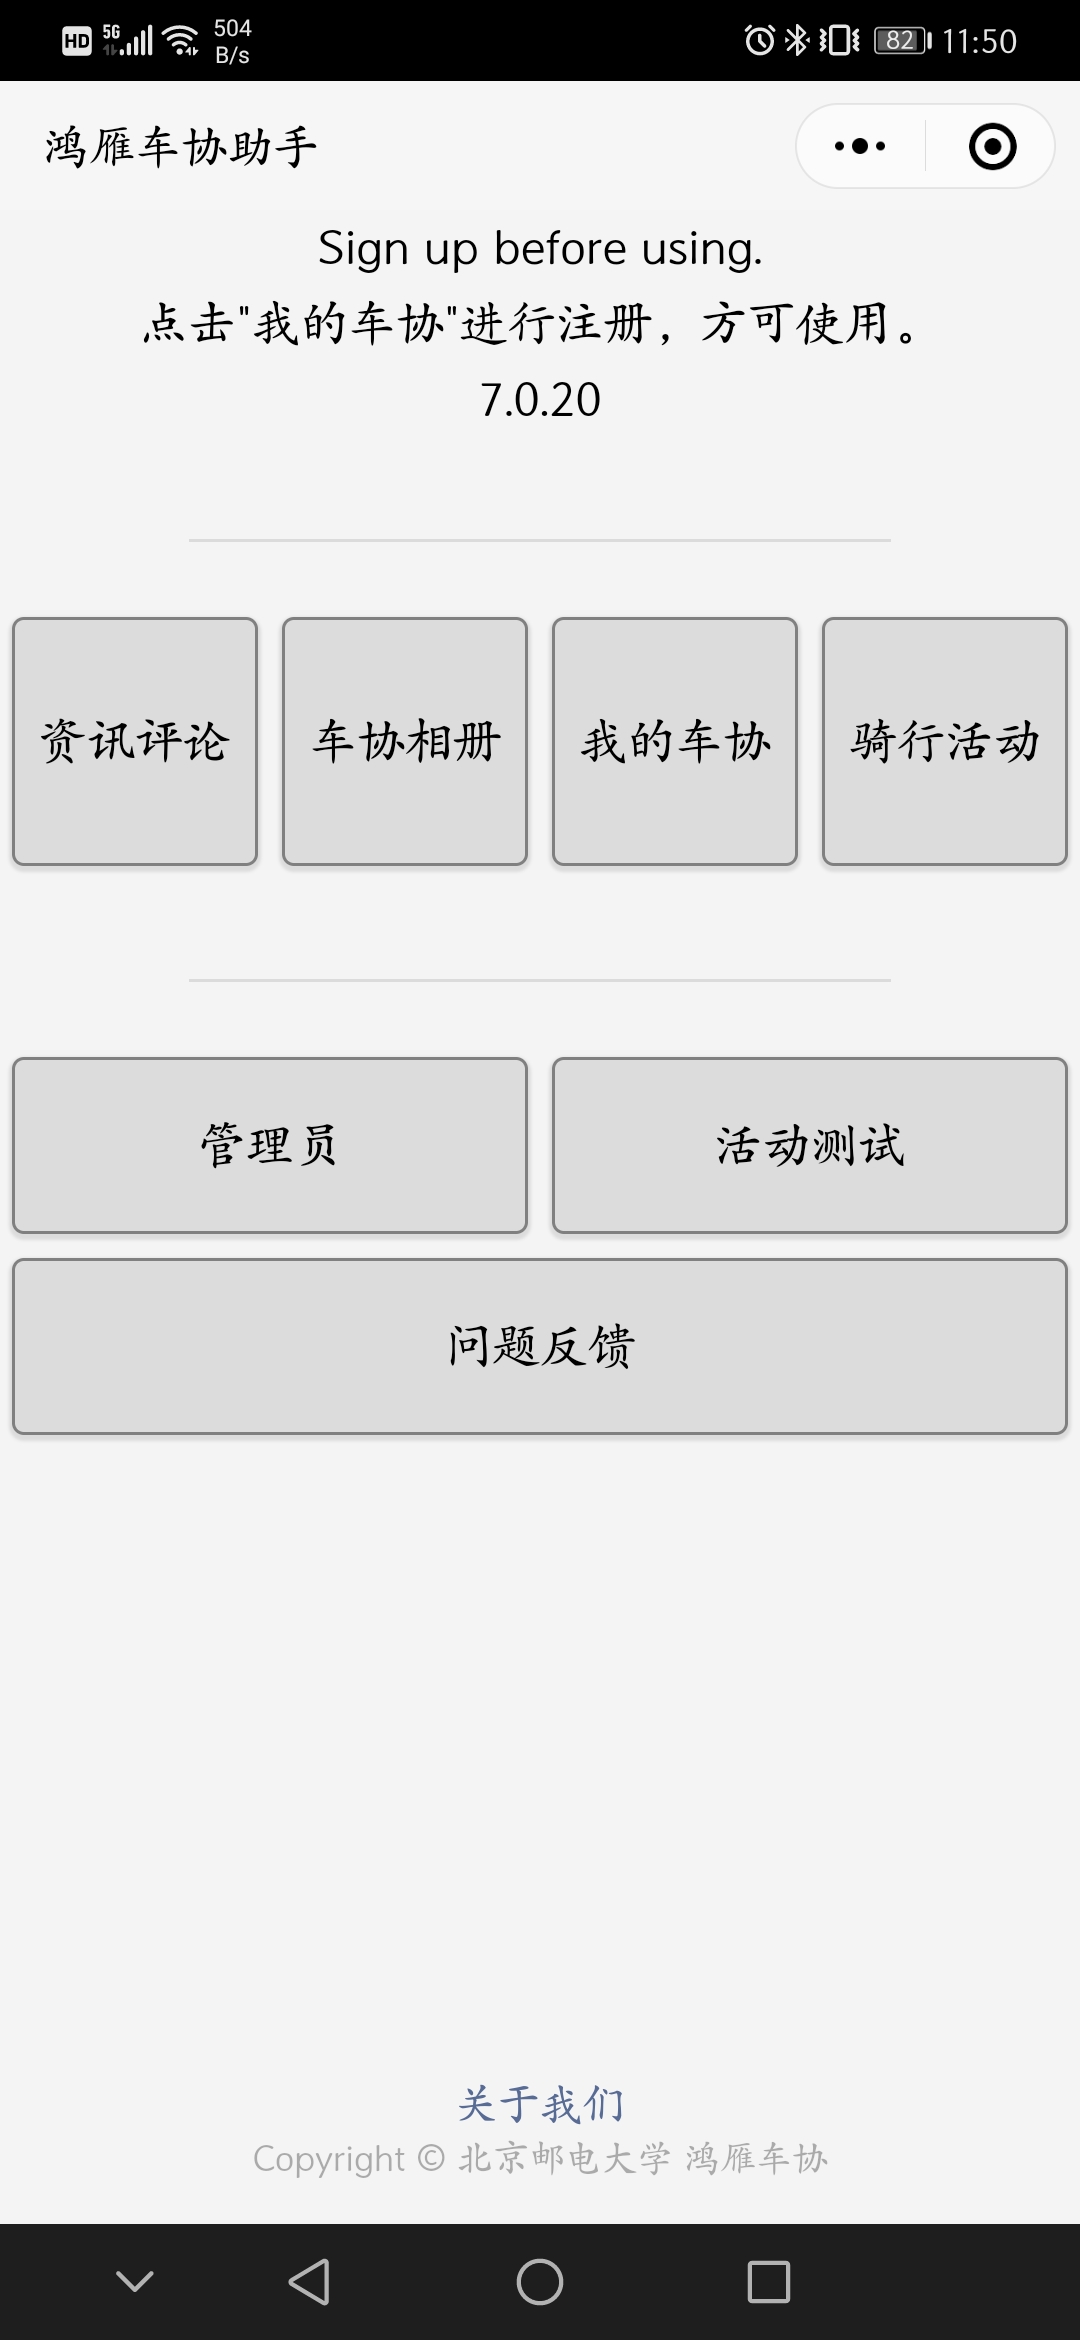 HD 5G 504 B/s 82 11:50
鸿雁车协助手
Sign up before using.
点击"我的车协"进行注册，方可使用。
7.0.20
资讯评论 车协相册 我的车协 骑行活动
管理员 活动测试
问题反馈
关于我们
Copyright © 北京邮电大学 鸿雁车协